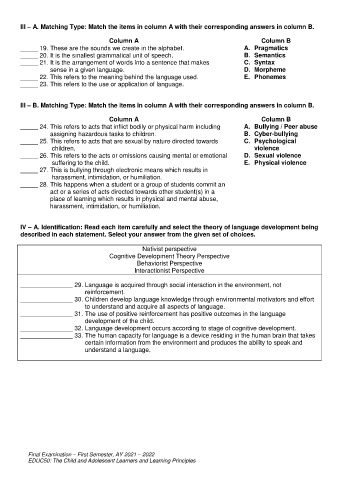 III – A. Matching Type: Match the items in column A with their corresponding answers in column B.
Column A Column B
______ 19. These are the sounds we create in the alphabet. A. Pragmatics
______ 20. It is the smallest grammatical unit of speech. B. Semantics
______ 21. It is the arrangement of words into a sentence that makes C. Syntax
sense in a given language. D. Morpheme
______ 22. This refers to the meaning behind the language used. E. Phonemes
______ 23. This refers to the use or application of language.
III – B. Matching Type: Match the items in column A with their corresponding answers in column B.
Column A Column B
______ 24. This refers to acts that inflict bodily or physical harm including A. Bullying / Peer abuse
assigning hazardous tasks to children. B. Cyber-bullying
______ 25. This refers to acts that are sexual by nature directed towards C. Psychological
children. violence
______ 26. This refers to the acts or omissions causing mental or emotional D. Sexual violence
suffering to the child. E. Physical violence
______ 27. This is bullying through electronic means which results in
harassment, intimidation, or humiliation.
______ 28. This happens when a student or a group of students commit an
act or a series of acts directed towards other student(s) in a
place of learning which results in physical and mental abuse,
harassment, intimidation, or humiliation.
IV – A. Identification: Read each item carefully and select the theory of language development being
described in each statement. Select your answer from the given set of choices.
Nativist perspective
Cognitive Development Theory Perspective
Behaviorist Perspective
Interactionist Perspective
________________ 29. Language is acquired through social interaction in the environment, not
reinforcement.
________________ 30. Children develop language knowledge through environmental motivators and effort
to understand and acquire all aspects of language.
________________ 31. The use of positive reinforcement has positive outcomes in the language
development of the child.
________________ 32. Language development occurs according to stage of cognitive development.
________________ 33. The human capacity for language is a device residing in the human brain that takes
certain information from the environment and produces the ability to speak and
understand a language.
Final Examination – First Semester, AY 2021 – 2022
EDUC50: The Child and Adolescent Learners and Learning Principles